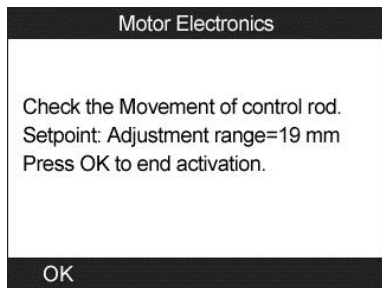 Motor Electronics
Check the Movement of control rod.
Setpoint: Adjustment range=19 mm
Press OK to end activation.
OK